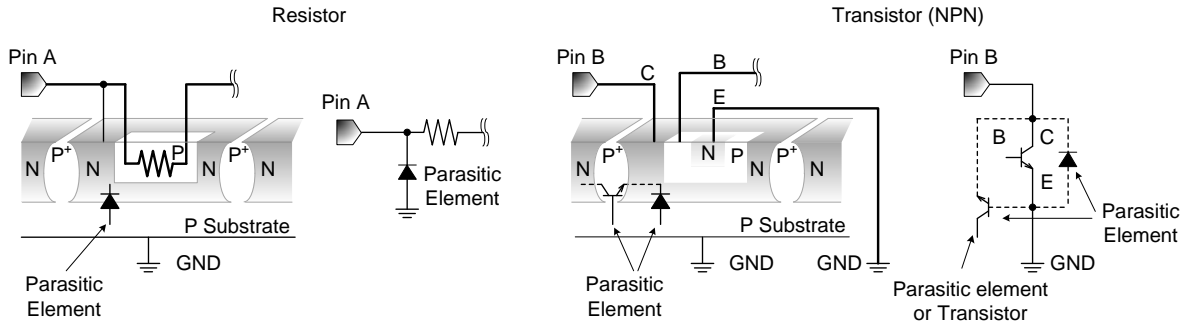 Resistor
Transistor (NPN)
Pin A
Pin A
N
P+
N
P
N
P+
N
Parasitic
Element
P Substrate
GND
Parasitic
Element
Pin B
C
B
E
N
P+
N
N
P
N
P+
N
P Substrate
GND
GND
Parasitic
Element
Pin B
B
C
E
Parasitic
Element
GND
Parasitic element
or Transistor